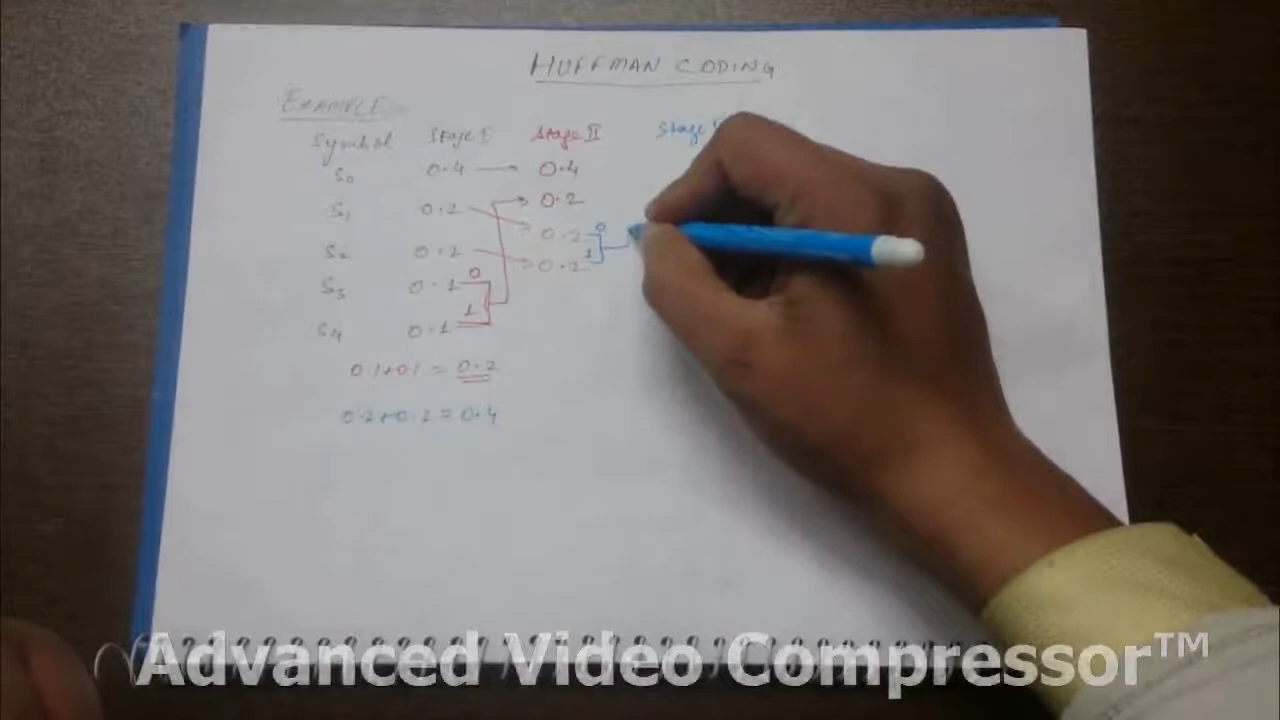 HUFFMAN CODING
EXAMPLE
Symbol Stage I Stage II Stage
S0 0.4 0.4
0.2
S1 0.2
0.2
S2 0.2
0.2
S3 0.1 0
1
S4 0.1
0
1
0.1+0.1 = 0.2
0.2+0.2 = 0.4
Advanced Video Compressor™